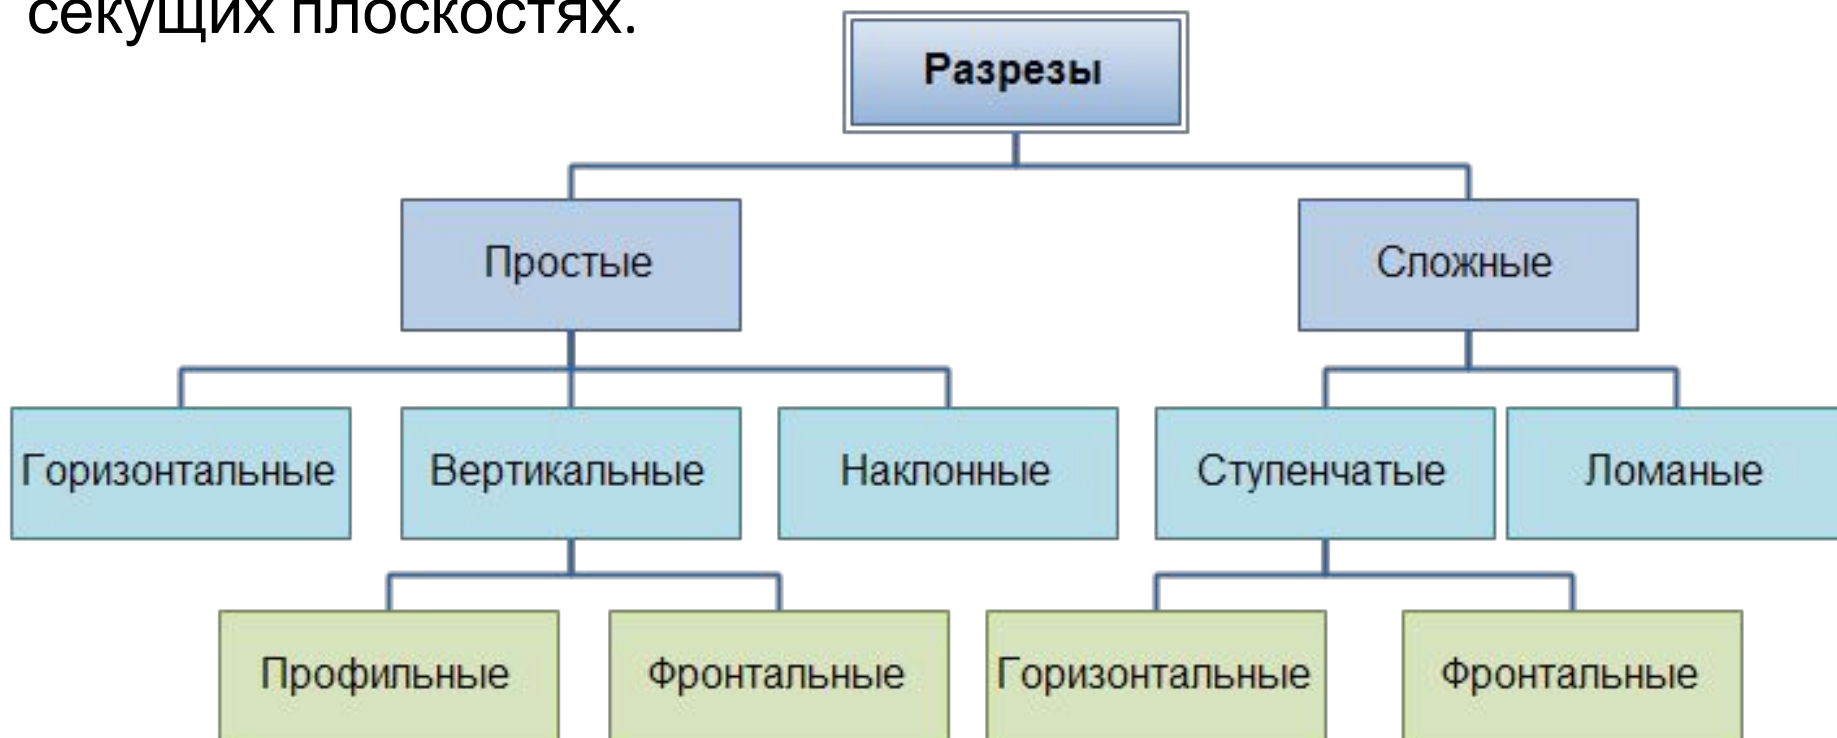 секущих плоскостях.
Разрезы
Простые
Сложные
Горизонтальные
Вертикальные
Наклонные
Ступенчатые
Ломаные
Профильные
Фронтальные
Горизонтальные
Фронтальные